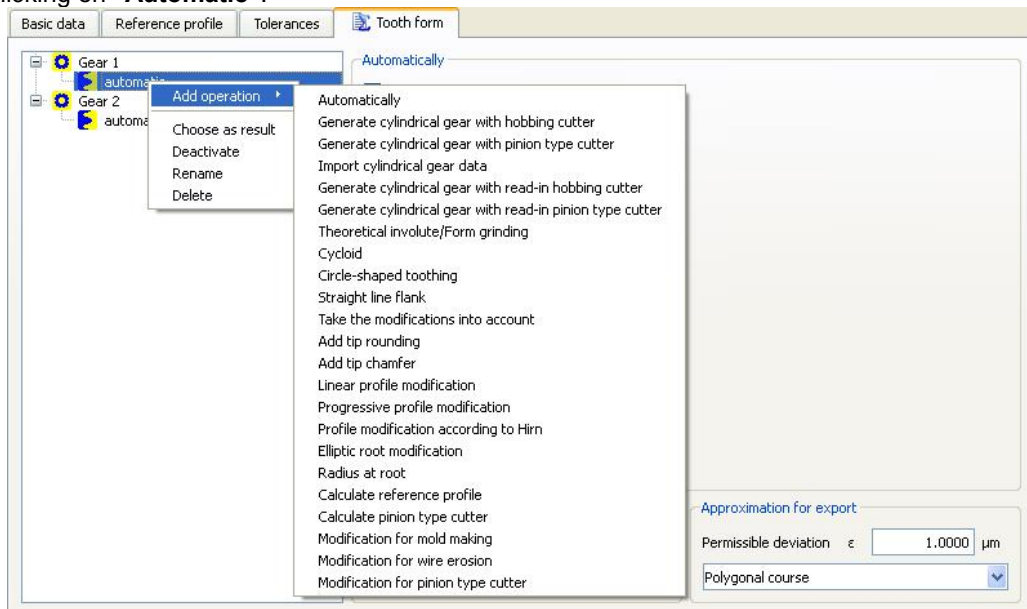 licking on "Automatic".
Basic data Reference profile Tolerances Tooth form
Gear 1
automatic
Gear 2
automa
Automatically
Add operation
Choose as result
Deactivate
Rename
Delete
Automatically
Generate cylindrical gear with hobbing cutter
Generate cylindrical gear with pinion type cutter
Import cylindrical gear data
Generate cylindrical gear with read-in hobbing cutter
Generate cylindrical gear with read-in pinion type cutter
Theoretical involute/Form grinding
Cycloid
Circle-shaped toothing
Straight line flank
Take the modifications into account
Add tip rounding
Add tip chamfer
Linear profile modification
Progressive profile modification
Profile modification according to Hirn
Elliptic root modification
Radius at root
Calculate reference profile
Calculate pinion type cutter
Modification for mold making
Modification for wire erosion
Modification for pinion type cutter
Approximation for export
Permissible deviation ε 1.0000 µm
Polygonal course